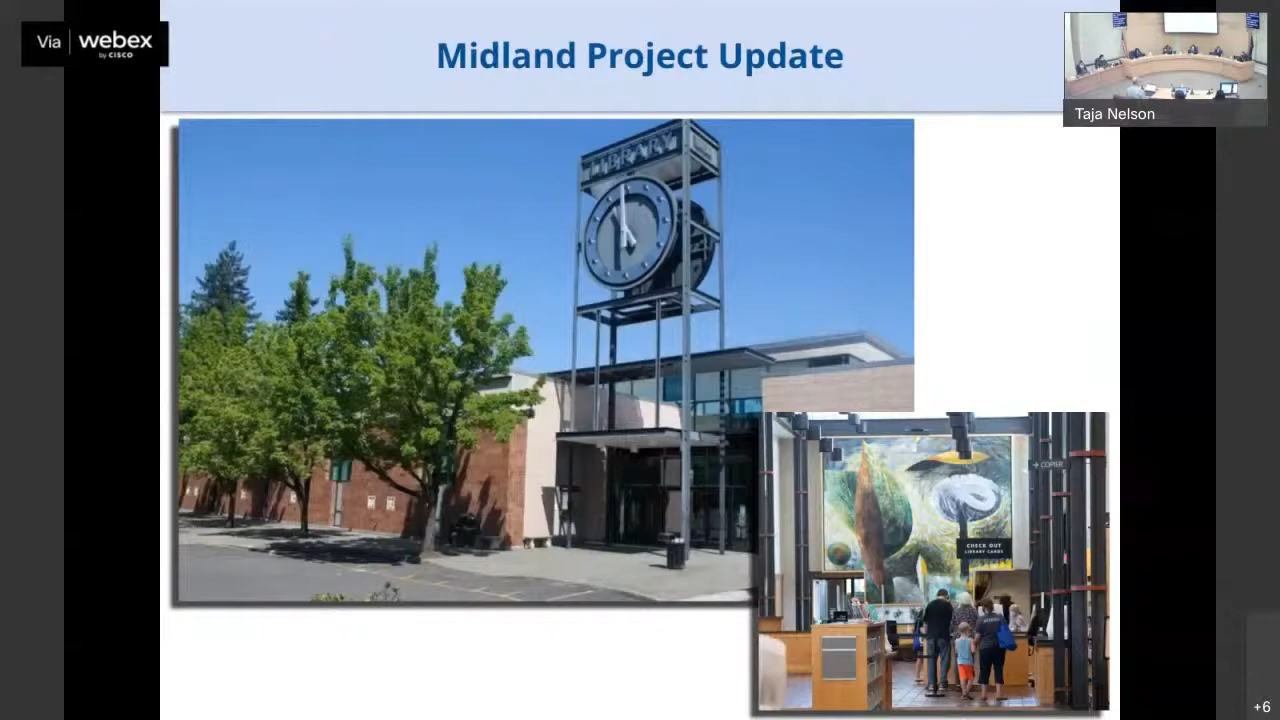 Via webex
by CISCO
Midland Project Update
Taja Nelson
LIBRARY
COPIER
CHECK OUT
LIBRARY CARDS
+6